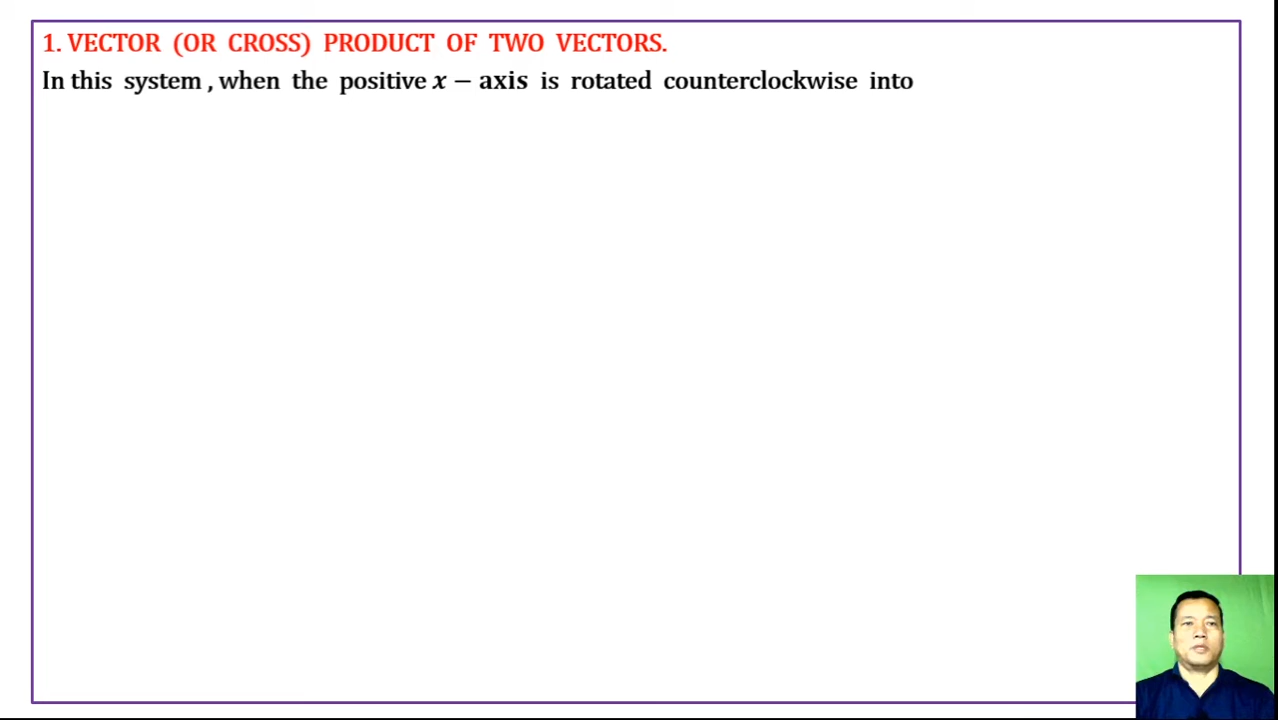 1. VECTOR (OR CROSS) PRODUCT OF TWO VECTORS.
In this system , when the positive x − axis is rotated counterclockwise into